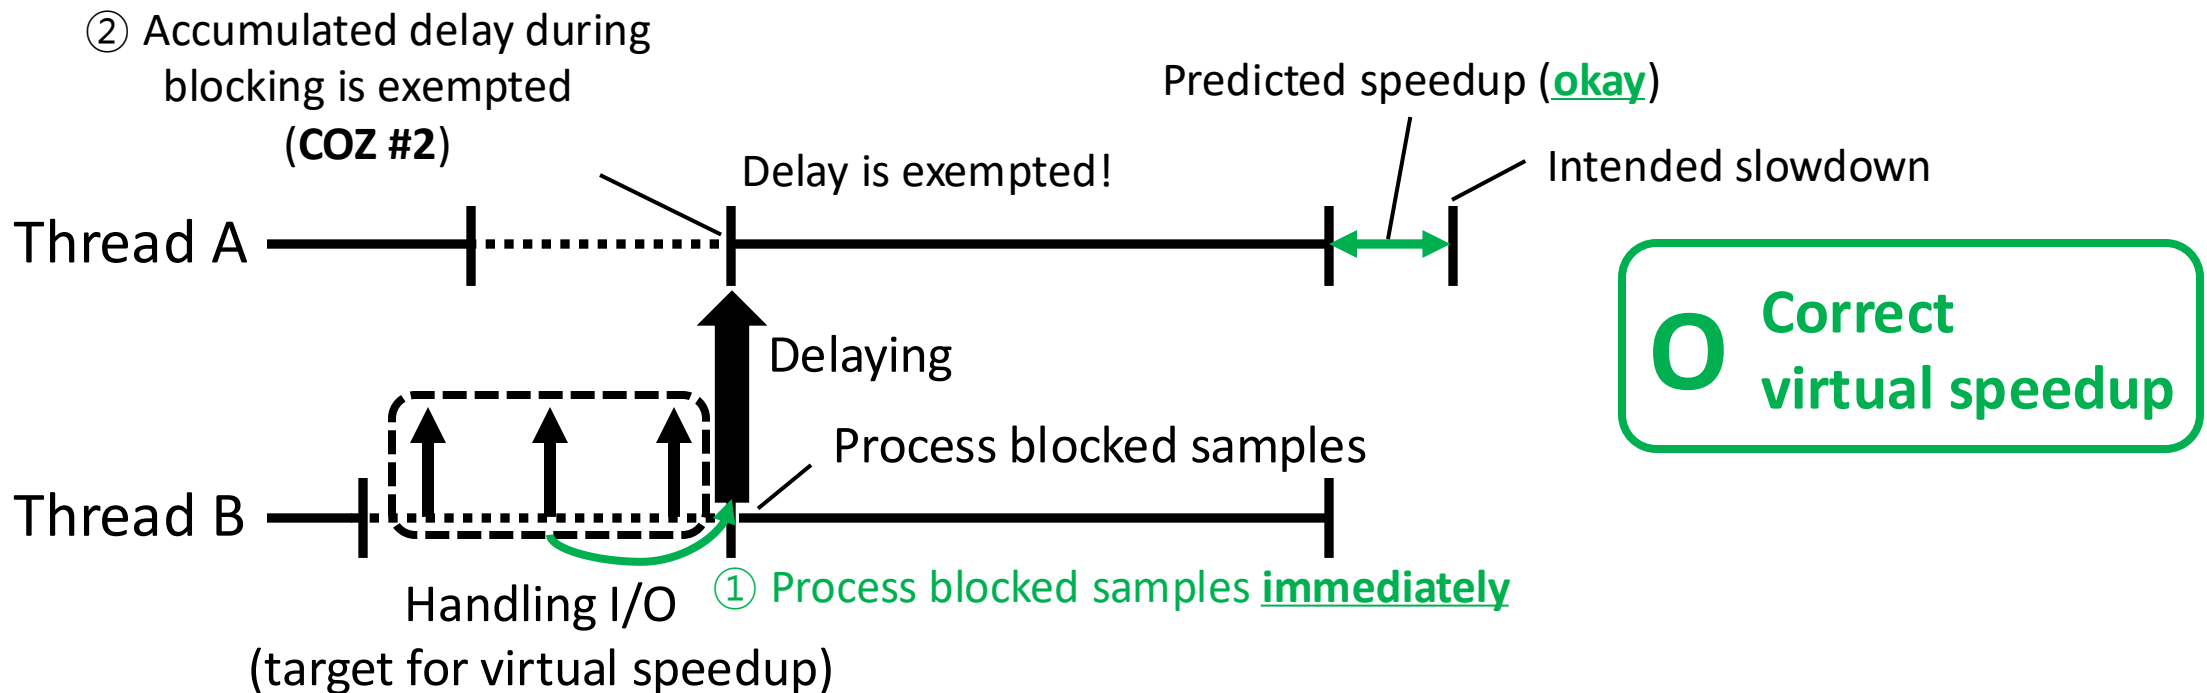 ② Accumulated delay during
blocking is exempted
(COZ #2)
Predicted speedup (okay)
Delay is exempted!
Intended slowdown
Thread A
O Correct
virtual speedup
Delaying
Process blocked samples
Thread B
① Process blocked samples immediately
Handling I/O
(target for virtual speedup)